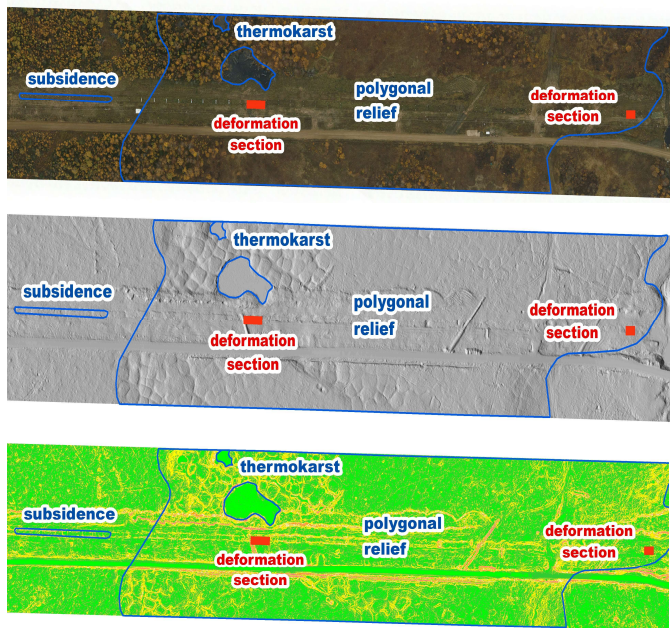 thermokarst
subsidence
polygonal
relief
deformation
section
deformation
section
thermokarst
subsidence
polygonal
relief
deformation
section
deformation
section
thermokarst
subsidence
polygonal
relief
deformation
section
deformation
section